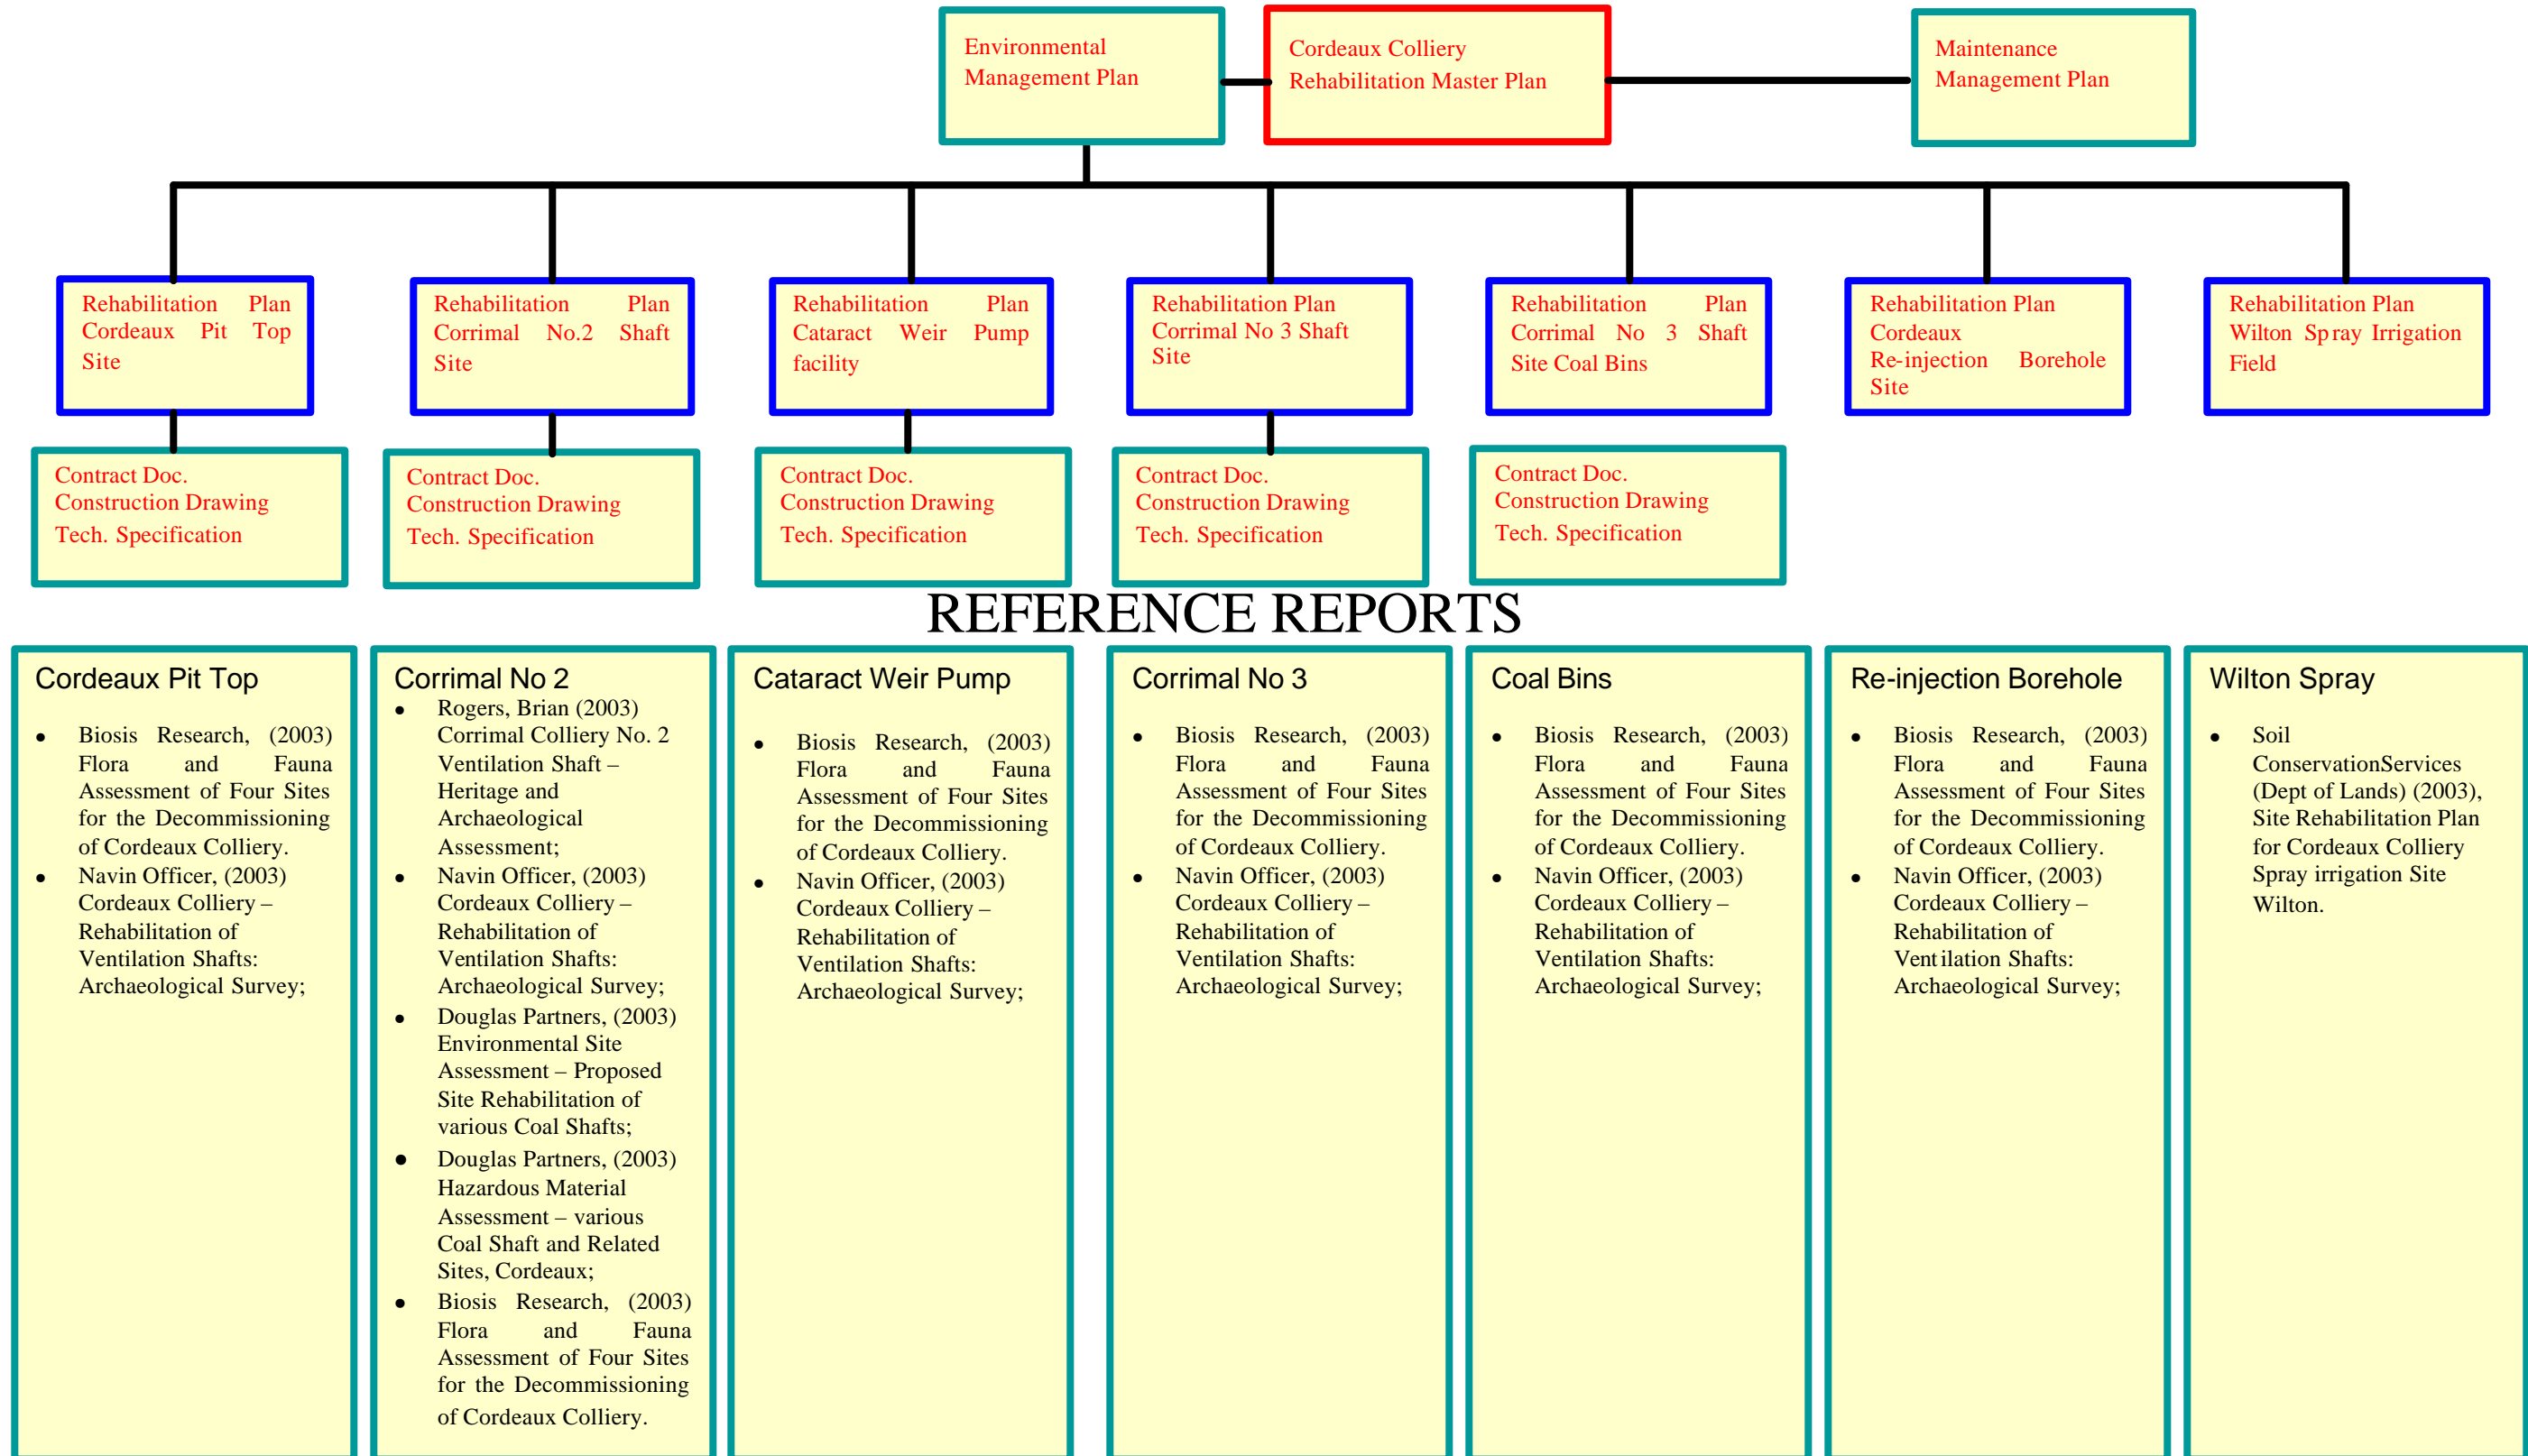 Environmental
Management Plan
Cordeaux Colliery
Rehabilitation Master Plan
Maintenance
Management Plan
Rehabilitation Plan
Cordeaux Pit Top
Site
Rehabilitation Plan
Corrimal No.2 Shaft
Site
Rehabilitation Plan
Cataract Weir Pump
facility
Rehabilitation Plan
Corrimal No 3 Shaft
Site
Rehabilitation Plan
Corrimal No 3 Shaft
Site Coal Bins
Rehabilitation Plan
Cordeaux
Re-injection Borehole
Site
Rehabilitation Plan
Wilton Spray Irrigation
Field
Contract Doc.
Construction Drawing
Tech. Specification
Contract Doc.
Construction Drawing
Tech. Specification
Contract Doc.
Construction Drawing
Tech. Specification
Contract Doc.
Construction Drawing
Tech. Specification
Contract Doc.
Construction Drawing
Tech. Specification
REFERENCE REPORTS
Cordeaux Pit Top
• Biosis Research, (2003)
Flora and Fauna
Assessment of Four Sites
for the Decommissioning
of Cordeaux Colliery.
• Navin Officer, (2003)
Cordeaux Colliery –
Rehabilitation of
Ventilation Shafts:
Archaeological Survey;
Corrimal No 2
• Rogers, Brian (2003)
Corrimal Colliery No. 2
Ventilation Shaft –
Heritage and
Archaeological
Assessment;
• Navin Officer, (2003)
Cordeaux Colliery –
Rehabilitation of
Ventilation Shafts:
Archaeological Survey;
• Douglas Partners, (2003)
Environmental Site
Assessment – Proposed
Site Rehabilitation of
various Coal Shafts;
• Douglas Partners, (2003)
Hazardous Material
Assessment – various
Coal Shaft and Related
Sites, Cordeaux;
• Biosis Research, (2003)
Flora and Fauna
Assessment of Four Sites
for the Decommissioning
of Cordeaux Colliery.
Cataract Weir Pump
• Biosis Research, (2003)
Flora and Fauna
Assessment of Four Sites
for the Decommissioning
of Cordeaux Colliery.
• Navin Officer, (2003)
Cordeaux Colliery –
Rehabilitation of
Ventilation Shafts:
Archaeological Survey;
Corrimal No 3
• Biosis Research, (2003)
Flora and Fauna
Assessment of Four Sites
for the Decommissioning
of Cordeaux Colliery.
• Navin Officer, (2003)
Cordeaux Colliery –
Rehabilitation of
Ventilation Shafts:
Archaeological Survey;
Coal Bins
• Biosis Research, (2003)
Flora and Fauna
Assessment of Four Sites
for the Decommissioning
of Cordeaux Colliery.
• Navin Officer, (2003)
Cordeaux Colliery –
Rehabilitation of
Ventilation Shafts:
Archaeological Survey;
Re-injection Borehole
• Biosis Research, (2003)
Flora and Fauna
Assessment of Four Sites
for the Decommissioning
of Cordeaux Colliery.
• Navin Officer, (2003)
Cordeaux Colliery –
Rehabilitation of
Ventilation Shafts:
Archaeological Survey;
Wilton Spray
• Soil
ConservationServices
(Dept of Lands) (2003),
Site Rehabilitation Plan
for Cordeaux Colliery
Spray irrigation Site
Wilton.